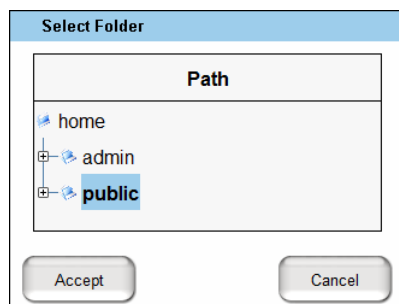 Select Folder
Path
home
admin
public
Accept Cancel